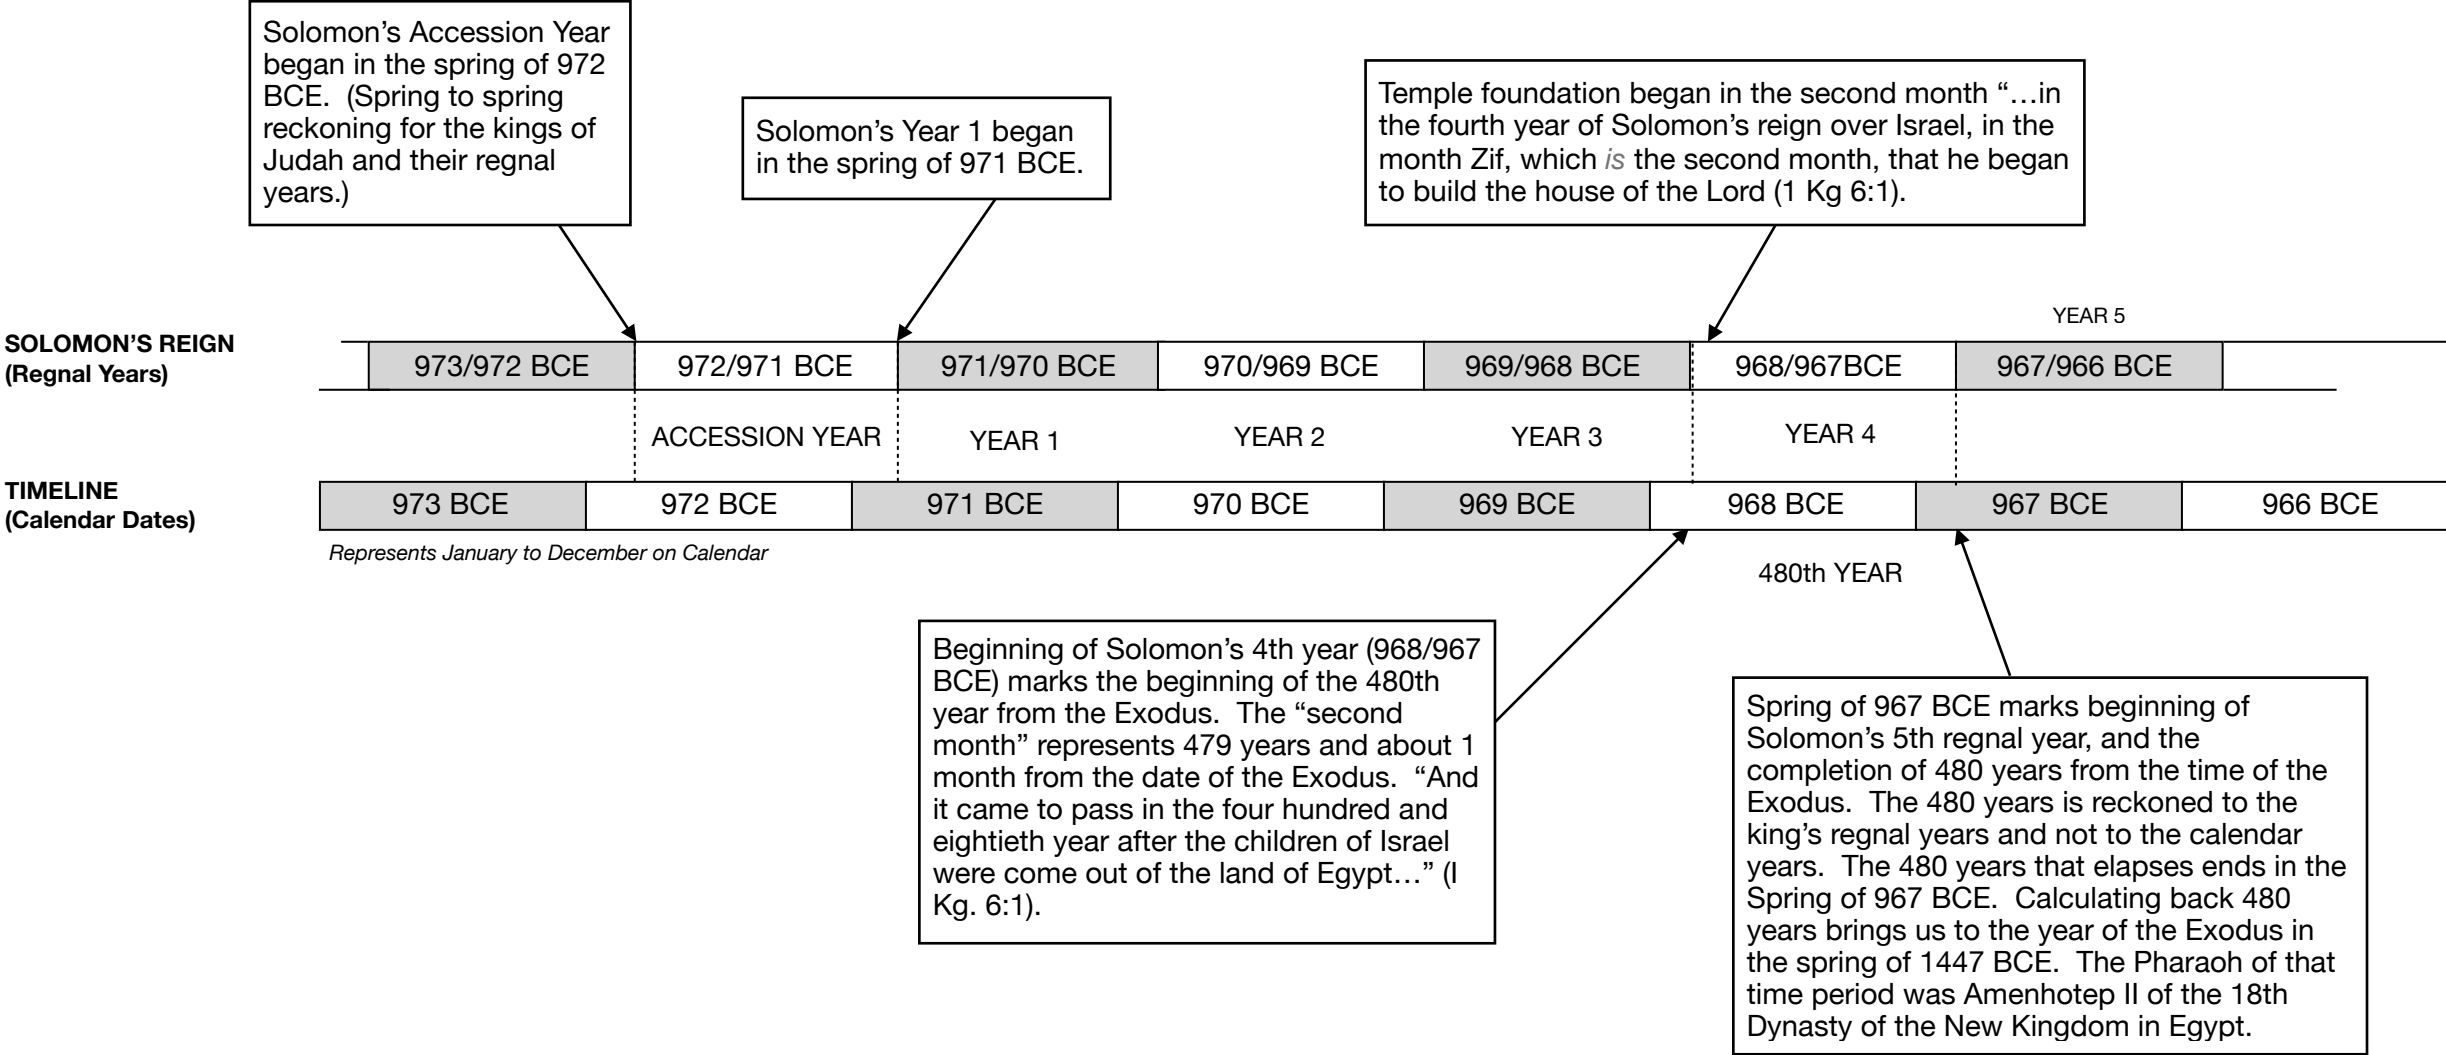 Solomon’s Accession Year
began in the spring of 972
BCE.  (Spring to spring
reckoning for the kings of
Judah and their regnal
years.)
Solomon’s Year 1 began
in the spring of 971 BCE.
Temple foundation began in the second month “…in
the fourth year of Solomon’s reign over Israel, in the
month Zif, which is the second month, that he began
to build the house of the Lord (1 Kg 6:1).
YEAR 5
SOLOMON’S REIGN
(Regnal Years)
973/972 BCE
972/971 BCE
971/970 BCE
970/969 BCE
969/968 BCE
968/967BCE
967/966 BCE
ACCESSION YEAR
YEAR 1
YEAR 2
YEAR 3
YEAR 4
TIMELINE
(Calendar Dates)
973 BCE
972 BCE
971 BCE
970 BCE
969 BCE
968 BCE
967 BCE
966 BCE
Represents January to December on Calendar
480th YEAR
Beginning of Solomon’s 4th year (968/967
BCE) marks the beginning of the 480th
year from the Exodus.  The “second
month” represents 479 years and about 1
month from the date of the Exodus.  “And
it came to pass in the four hundred and
eightieth year after the children of Israel
were come out of the land of Egypt…” (I
Kg. 6:1).
Spring of 967 BCE marks beginning of
Solomon’s 5th regnal year, and the
completion of 480 years from the time of the
Exodus.  The 480 years is reckoned to the
king’s regnal years and not to the calendar
years.  The 480 years that elapses ends in the
Spring of 967 BCE.  Calculating back 480
years brings us to the year of the Exodus in
the spring of 1447 BCE.  The Pharaoh of that
time period was Amenhotep II of the 18th
Dynasty of the New Kingdom in Egypt.